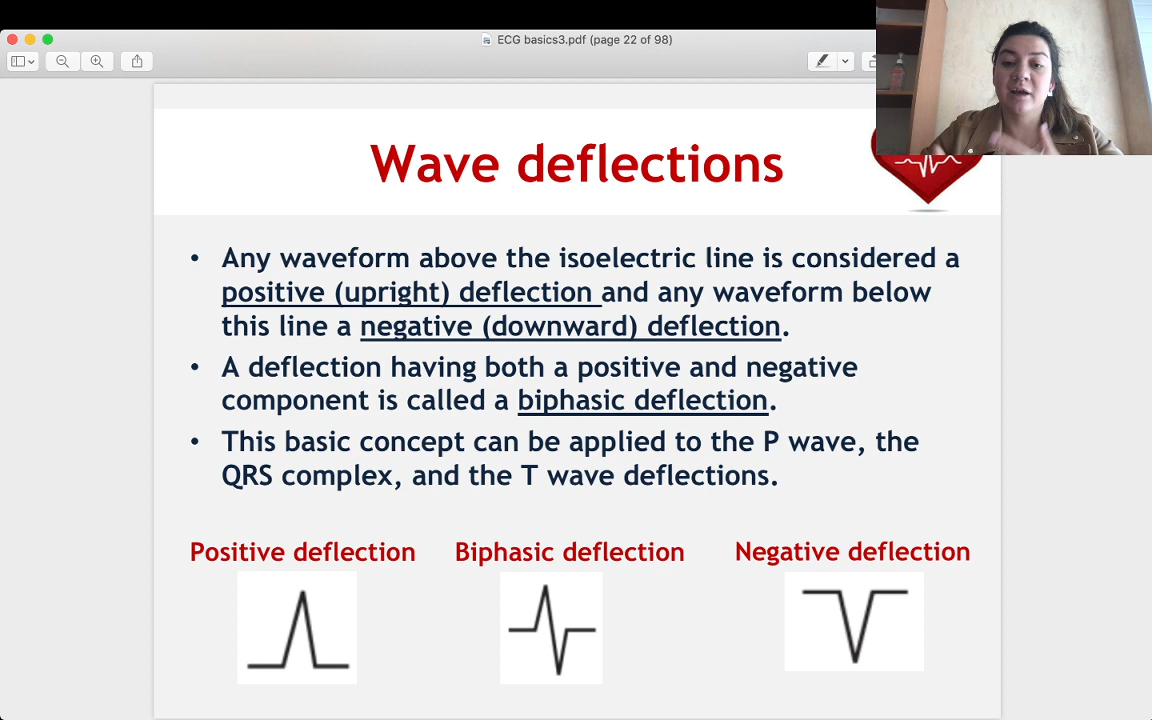 ECG basics3.pdf (page 22 of 98)
Wave deflections
• Any waveform above the isoelectric line is considered a
positive (upright) deflection and any waveform below
this line a negative (downward) deflection.
• A deflection having both a positive and negative
component is called a biphasic deflection.
• This basic concept can be applied to the P wave, the
QRS complex, and the T wave deflections.
Positive deflection Biphasic deflection Negative deflection